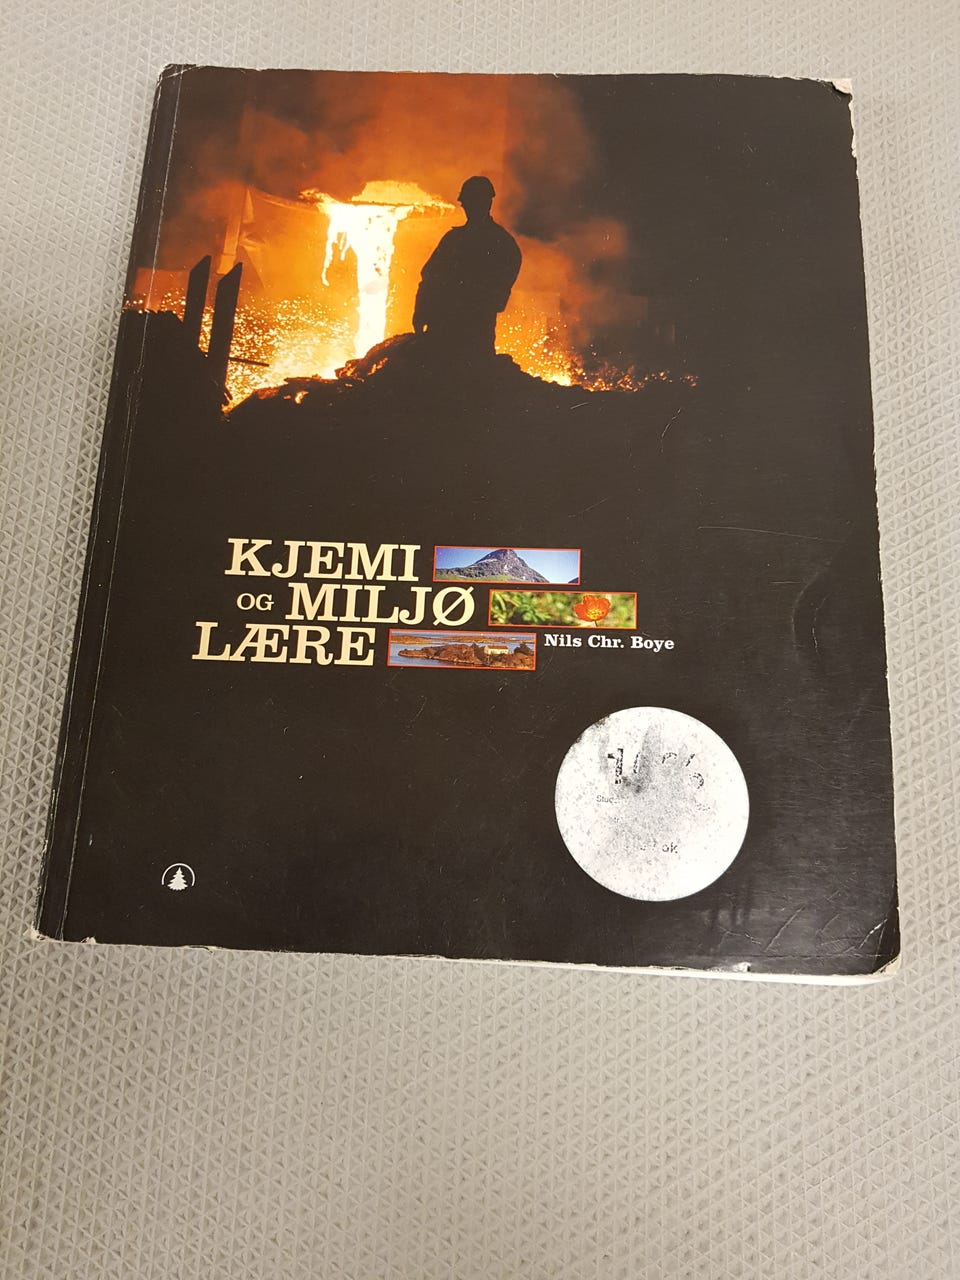 KJEMI
OG MILJØ
LÆRE
Nils Chr. Boye